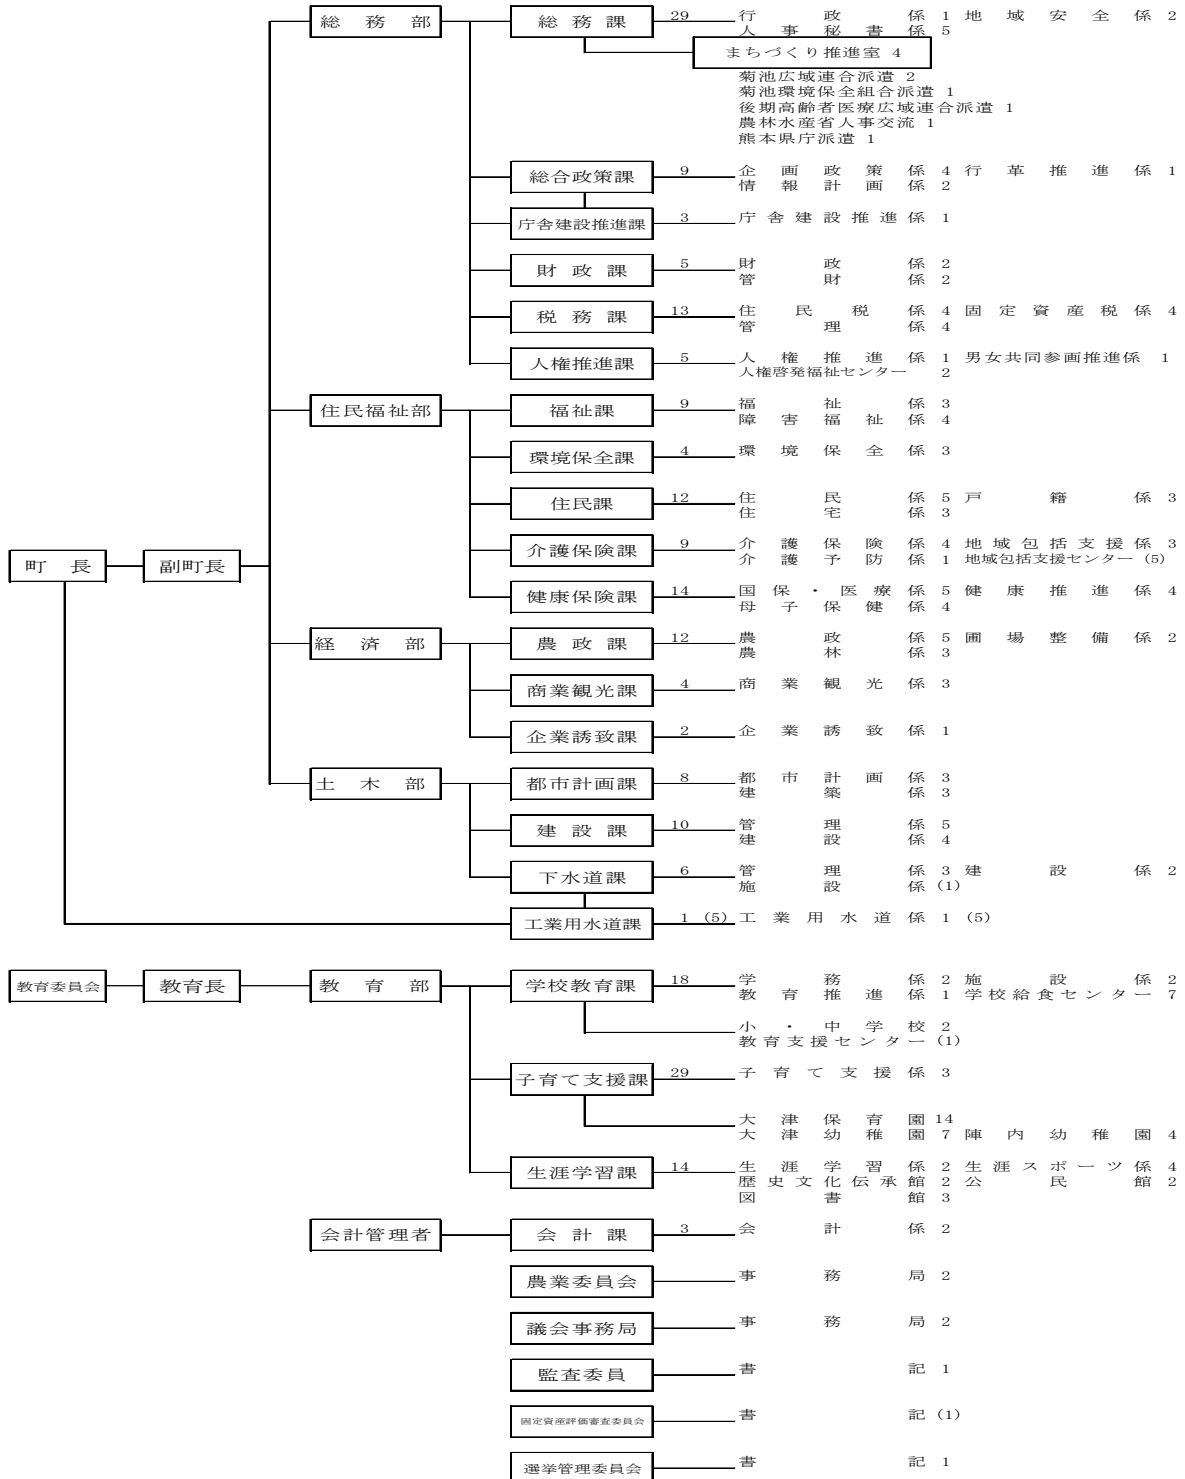 総務部 総務課 29 行政係 1 地域安全係 2
人事秘書係 5
まちづくり推進室 4
菊池広域連合派遣 2
菊池環境保全組合派遣 1
後期高齢者医療広域連合派遣 1
農林水産省人事交流 1
熊本県庁派遣 1
総合政策課 9 企画政策係 4 行革推進係 1
情報計画係 2
庁舎建設推進課 3 庁舎建設推進係 1
財政課 5 財政係 2
管財係 2
税務課 13 住民税係 4 固定資産税係 4
管理係 4
人権推進課 5 人権推進係 1 男女共同参画推進係 1
人権啓発福祉センター 2
住民福祉部 福祉課 9 福祉係 3
障害福祉係 4
環境保全課 4 環境保全係 3
住民課 12 住民係 5 戸籍係 3
住宅係 3
町長 副町長 介護保険課 9 介護保険係 4 地域包括支援係 3
介護予防係 1 地域包括支援センター (5)
健康保険課 14 国保・医療係 5 健康推進係 4
母子保健係 4
経済部 農政課 12 農政係 5 圃場整備係 2
農林係 3
商業観光課 4 商業観光係 3
企業誘致課 2 企業誘致係 1
土木部 都市計画課 8 都市計画係 3
建築係 3
建設課 10 管理係 5
建設係 4
下水道課 6 管理係 3 建設係 2
施設係 (1)
工業用水道課 1 (5) 工業用水道係 1 (5)
教育委員会 教育長 教育部 学校教育課 18 学務係 2 施設係 2
教育推進係 1 学校給食センター 7
小・中学校 2
教育支援センター (1)
子育て支援課 29 子育て支援係 3
大津保育園 14
大津幼稚園 7 陣内幼稚園 4
生涯学習課 14 生涯学習係 2 生涯スポーツ係 4
歴史文化伝承館 2 公民館 2
図書館 3
会計管理者 会計課 3 会計係 2
農業委員会 事務局 2
議会事務局 事務局 2
監査委員 書記 1
固定資産評価審査委員会 書記 (1)
選挙管理委員会 書記 1